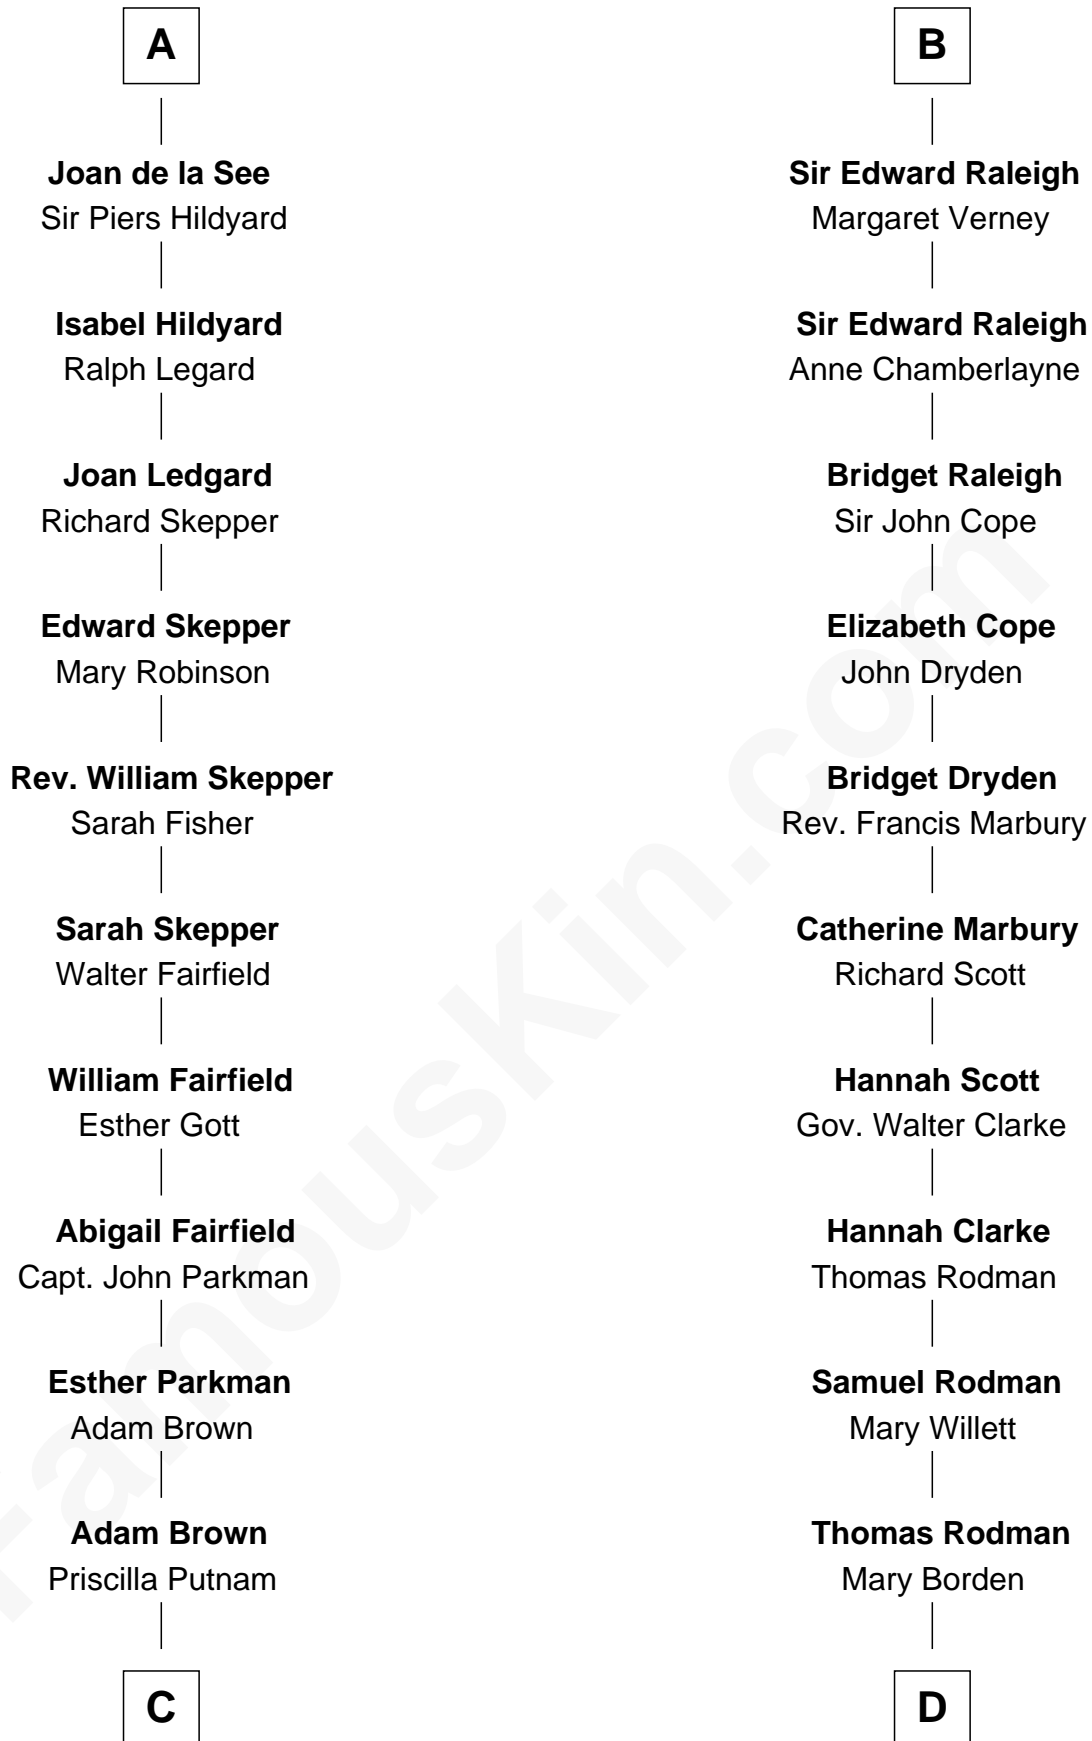 A
Joan de la See
Sir Piers Hildyard
Isabel Hildyard
Ralph Legard
Joan Ledgard
Richard Skepper
Edward Skepper
Mary Robinson
Rev. William Skepper
Sarah Fisher
Sarah Skepper
Walter Fairfield
William Fairfield
Esther Gott
Abigail Fairfield
Capt. John Parkman
Esther Parkman
Adam Brown
Adam Brown
Priscilla Putnam
C
B
Sir Edward Raleigh
Margaret Verney
Sir Edward Raleigh
Anne Chamberlayne
Bridget Raleigh
Sir John Cope
Elizabeth Cope
John Dryden
Bridget Dryden
Rev. Francis Marbury
Catherine Marbury
Richard Scott
Hannah Scott
Gov. Walter Clarke
Hannah Clarke
Thomas Rodman
Samuel Rodman
Mary Willett
Thomas Rodman
Mary Borden
D
FamousKin.com